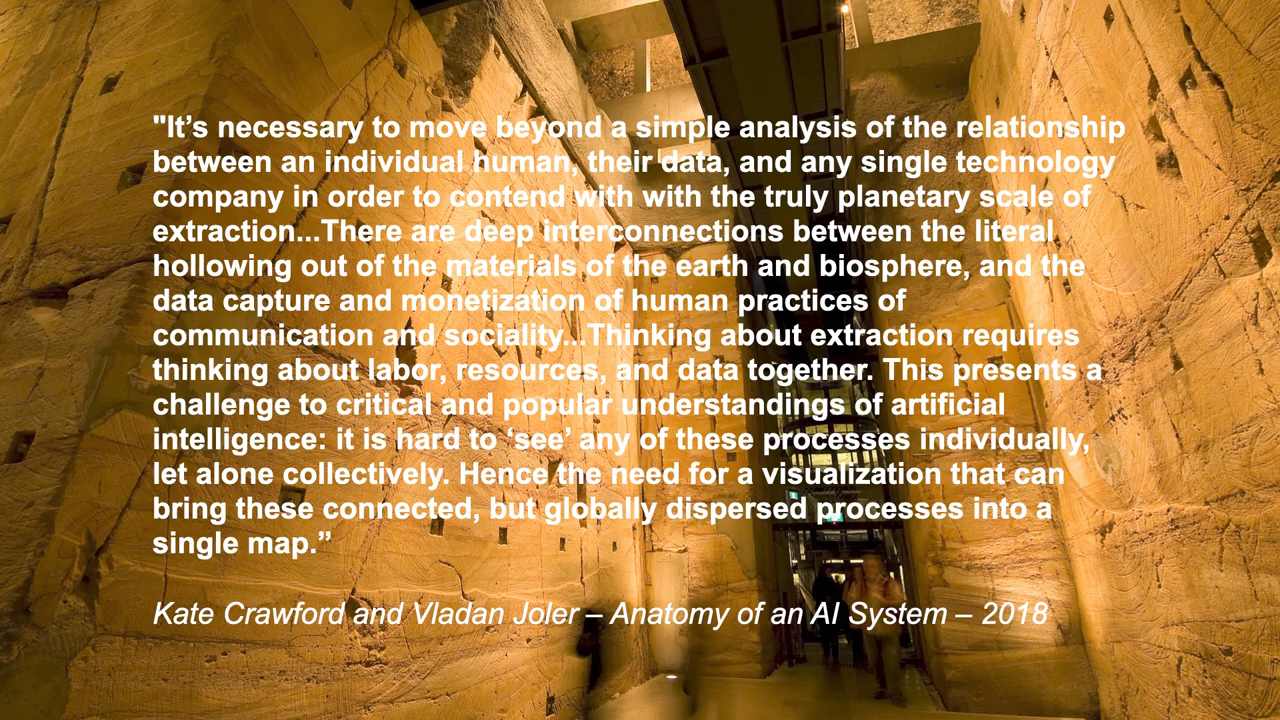 "It’s necessary to move beyond a simple analysis of the relationship
between an individual human, their data, and any single technology
company in order to contend with with the truly planetary scale of
extraction...There are deep interconnections between the literal
hollowing out of the materials of the earth and biosphere, and the
data capture and monetization of human practices of
communication and sociality...Thinking about extraction requires
thinking about labor, resources, and data together. This presents a
challenge to critical and popular understandings of artificial
intelligence: it is hard to ‘see’ any of these processes individually,
let alone collectively. Hence the need for a visualization that can
bring these connected, but globally dispersed processes into a
single map.”
Kate Crawford and Vladan Joler – Anatomy of an AI System – 2018